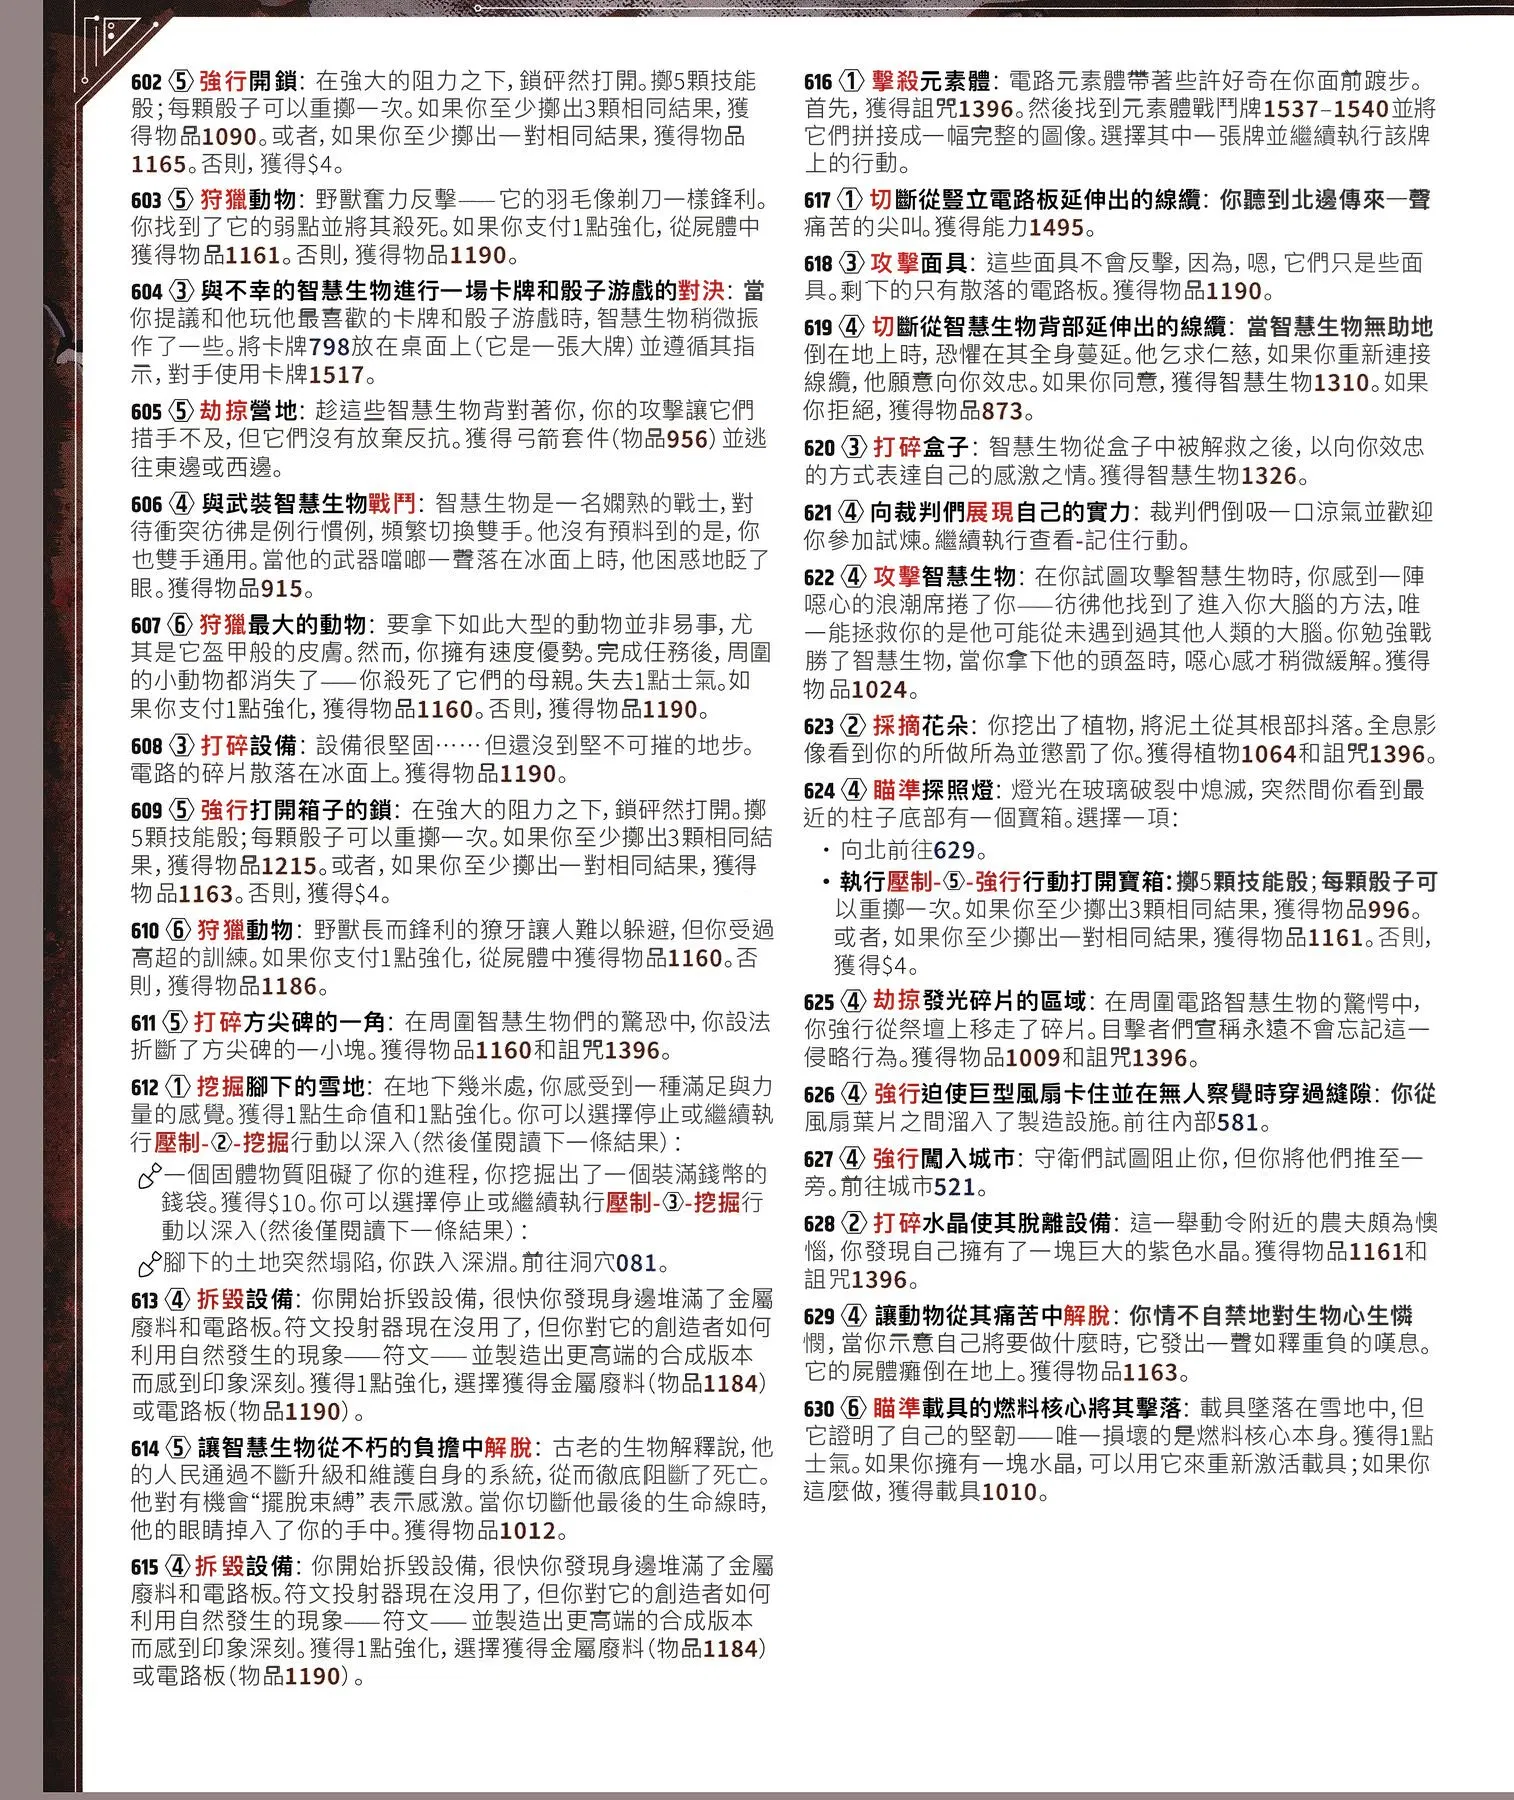 602 ⑤ 強行開鎖：在強大的阻力之下，鎖砰然打開。擲5顆技能
骰；每顆骰子可以重擲一次。如果你至少擲出3顆相同結果，獲
得物品1090。或者，如果你至少擲出一對相同結果，獲得物品
1165。否則，獲得$4。
603 ⑤ 狩獵動物：野獸奮力反擊——它的羽毛像剃刀一樣鋒利。
你找到了它的弱點並將其殺死。如果你支付1點強化，從屍體中
獲得物品1161。否則，獲得物品1190。
604 ③ 與不幸的智慧生物進行一場卡牌和骰子游戲的對決：當
你提議和他玩他最喜歡的卡牌和骰子游戲時，智慧生物稍微振
作了一些。將卡牌798放在桌面上（它是一張大牌）並遵循其指
示，對手使用卡牌1517。
605 ⑤ 劫掠營地：趁這些智慧生物背對著你，你的攻擊讓它們
措手不及，但它們沒有放棄反抗。獲得弓箭套件（物品956）並逃
往東邊或西邊。
606 ④ 與武裝智慧生物戰鬥：智慧生物是一名嫻熟的戰士，對
待衝突彷彿是例行慣例，頻繁切換雙手。他沒有預料到的是，你
也雙手通用。當他的武器噹啷一聲落在冰面上時，他困惑地眨了
眼。獲得物品915。
607 ⑥ 狩獵最大的動物：要拿下如此大型的動物並非易事，尤
其是它盔甲般的皮膚。然而，你擁有速度優勢。完成任務後，周圍
的小動物都消失了——你殺死了它們的母親。失去1點士氣。如
果你支付1點強化，獲得物品1160。否則，獲得物品1190。
608 ③ 打碎設備：設備很堅固……但還沒到堅不可摧的地步。
電路的碎片散落在冰面上。獲得物品1190。
609 ⑤ 強行打開箱子的鎖：在強大的阻力之下，鎖砰然打開。擲
5顆技能骰；每顆骰子可以重擲一次。如果你至少擲出3顆相同結
果，獲得物品1215。或者，如果你至少擲出一對相同結果，獲得
物品1163。否則，獲得$4。
610 ⑥ 狩獵動物：野獸長而鋒利的獠牙讓人難以躲避，但你受過
高超的訓練。如果你支付1點強化，從屍體中獲得物品1160。否
則，獲得物品1186。
611 ⑤ 打碎方尖碑的一角：在周圍智慧生物們的驚恐中，你設法
折斷了方尖碑的一小塊。獲得物品1160和詛咒1396。
612 ① 挖掘腳下的雪地：在地下幾米處，你感受到一種滿足與力
量的感覺。獲得1點生命值和1點強化。你可以選擇停止或繼續執
行壓制-②-挖掘行動以深入（然後僅閱讀下一條結果）：
一個固體物質阻礙了你的進程，你挖掘出了一個裝滿錢幣的
錢袋。獲得$10。你可以選擇停止或繼續執行壓制-③-挖掘行
動以深入（然後僅閱讀下一條結果）：
腳下的土地突然塌陷，你跌入深淵。前往洞穴081。
613 ④ 拆毀設備：你開始拆毀設備，很快你發現身邊堆滿了金屬
廢料和電路板。符文投射器現在沒用了，但你對它的創造者如何
利用自然發生的現象——符文——並製造出更高端的合成版本
而感到印象深刻。獲得1點強化，選擇獲得金屬廢料（物品1184）
或電路板（物品1190）。
614 ⑤ 讓智慧生物從不朽的負擔中解脫：古老的生物解釋說，他
的人民通過不斷升級和維護自身的系統，從而徹底阻斷了死亡。
他對有機會“擺脫束縛”表示感激。當你切斷他最後的生命線時，
他的眼睛掉入了你的手中。獲得物品1012。
615 ④ 拆毀設備：你開始拆毀設備，很快你發現身邊堆滿了金屬
廢料和電路板。符文投射器現在沒用了，但你對它的創造者如何
利用自然發生的現象——符文——並製造出更高端的合成版本
而感到印象深刻。獲得1點強化，選擇獲得金屬廢料（物品1184）
或電路板（物品1190）。
616 ① 擊殺元素體：電路元素體帶著些許好奇在你面前踱步。
首先，獲得詛咒1396。然後找到元素體戰鬥牌1537–1540並將
它們拼接成一幅完整的圖像。選擇其中一張牌並繼續執行該牌
上的行動。
617 ① 切斷從豎立電路板延伸出的線纜：你聽到北邊傳來一聲
痛苦的尖叫。獲得能力1495。
618 ③ 攻擊面具：這些面具不會反擊，因為，嗯，它們只是些面
具。剩下的只有散落的電路板。獲得物品1190。
619 ④ 切斷從智慧生物背部延伸出的線纜：當智慧生物無助地
倒在地上時，恐懼在其全身蔓延。他乞求仁慈，如果你重新連接
線纜，他願意向你效忠。如果你同意，獲得智慧生物1310。如果
你拒絕，獲得物品873。
620 ③ 打碎盒子：智慧生物從盒子中被解救之後，以向你效忠
的方式表達自己的感激之情。獲得智慧生物1326。
621 ④ 向裁判們展現自己的實力：裁判們倒吸一口涼氣並歡迎
你參加試煉。繼續執行查看-記住行動。
622 ④ 攻擊智慧生物：在你試圖攻擊智慧生物時，你感到一陣
噁心的浪潮席捲了你——彷彿他找到了進入你大腦的方法，唯
一能拯救你的是他可能從未遇到過其他人類的大腦。你勉強戰
勝了智慧生物，當你拿下他的頭盔時，噁心感才稍微緩解。獲得
物品1024。
623 ② 採摘花朵：你挖出了植物，將泥土從其根部抖落。全息影
像看到你的所做所為並懲罰了你。獲得植物1064和詛咒1396。
624 ④ 瞄準探照燈：燈光在玻璃破裂中熄滅，突然間你看到最
近的柱子底部有一個寶箱。選擇一項：
・向北前往629。
・執行壓制-⑤-強行行動打開寶箱：擲5顆技能骰；每顆骰子可
以重擲一次。如果你至少擲出3顆相同結果，獲得物品996。
或者，如果你至少擲出一對相同結果，獲得物品1161。否則，
獲得$4。
625 ④ 劫掠發光碎片的區域：在周圍電路智慧生物的驚愕中，
你強行從祭壇上移走了碎片。目擊者們宣稱永遠不會忘記這一
侵略行為。獲得物品1009和詛咒1396。
626 ④ 強行迫使巨型風扇卡住並在無人察覺時穿過縫隙：你從
風扇葉片之間溜入了製造設施。前往內部581。
627 ④ 強行闖入城市：守衛們試圖阻止你，但你將他們推至一
旁。前往城市521。
628 ② 打碎水晶使其脫離設備：這一舉動令附近的農夫頗為懊
惱，你發現自己擁有了一塊巨大的紫色水晶。獲得物品1161和
詛咒1396。
629 ④ 讓動物從其痛苦中解脫：你情不自禁地對生物心生憐
憫，當你示意自己將要做什麼時，它發出一聲如釋重負的嘆息。
它的屍體癱倒在地上。獲得物品1163。
630 ⑥ 瞄準載具的燃料核心將其擊落：載具墜落在雪地中，但
它證明了自己的堅韌——唯一損壞的是燃料核心本身。獲得1點
士氣。如果你擁有一塊水晶，可以用它來重新激活載具；如果你
這麼做，獲得載具1010。